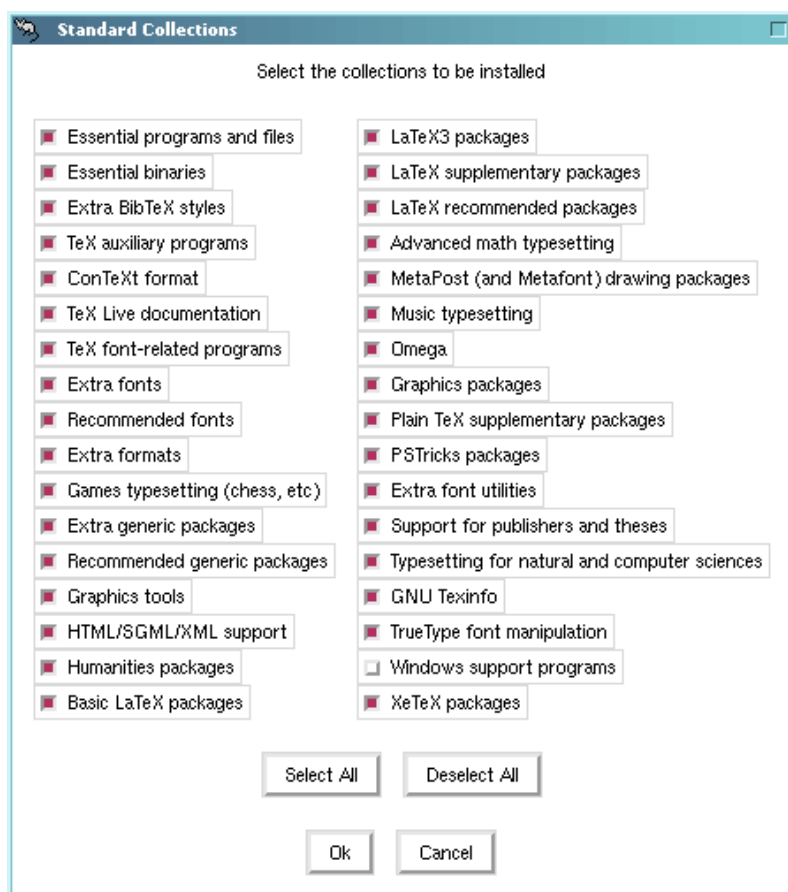 Standard Collections
Select the collections to be installed
Essential programs and files
Essential binaries
Extra BibTeX styles
TeX auxiliary programs
ConTeXt format
TeX Live documentation
TeX font-related programs
Extra fonts
Recommended fonts
Extra formats
Games typesetting (chess, etc)
Extra generic packages
Recommended generic packages
Graphics tools
HTML/SGML/XML support
Humanities packages
Basic LaTeX packages
LaTeX3 packages
LaTeX supplementary packages
LaTeX recommended packages
Advanced math typesetting
MetaPost (and Metafont) drawing packages
Music typesetting
Omega
Graphics packages
Plain TeX supplementary packages
PSTricks packages
Extra font utilities
Support for publishers and theses
Typesetting for natural and computer sciences
GNU Texinfo
TrueType font manipulation
Windows support programs
XeTeX packages
Select All
Deselect All
Ok
Cancel